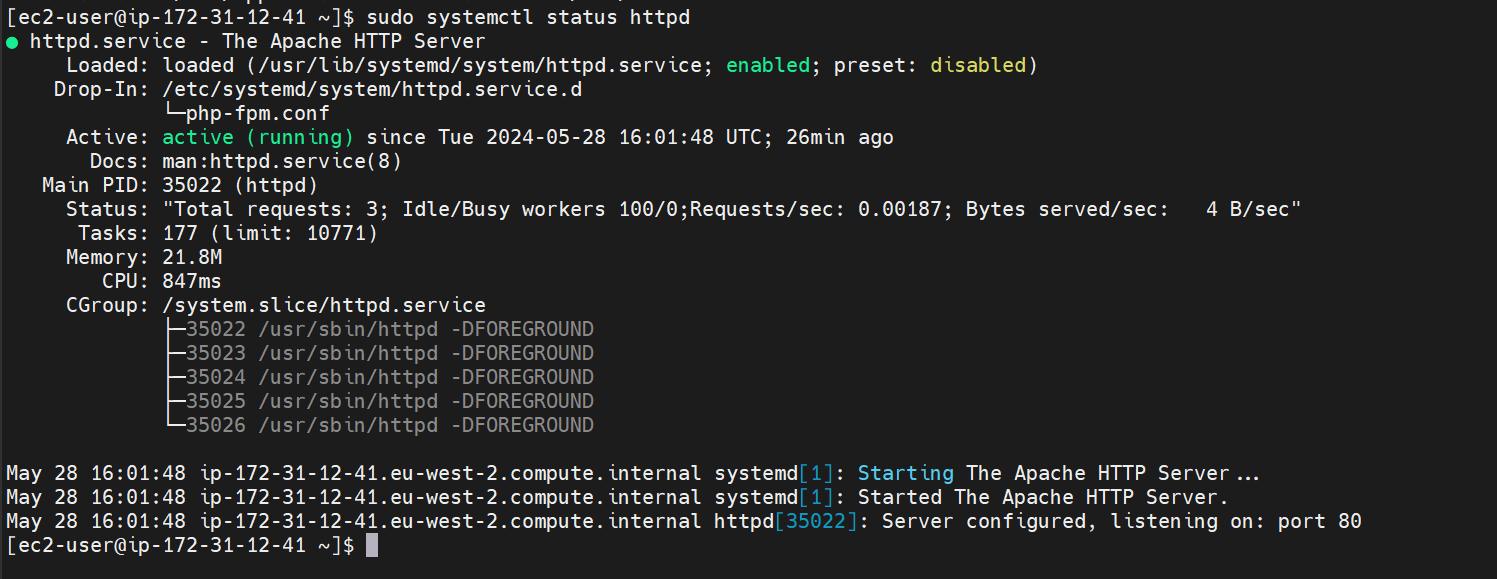 [ec2-user@ip-172-31-12-41 ~]$ sudo systemctl status httpd
● httpd.service - The Apache HTTP Server
     Loaded: loaded (/usr/lib/systemd/system/httpd.service; enabled; preset: disabled)
    Drop-In: /etc/systemd/system/httpd.service.d
             └─php-fpm.conf
     Active: active (running) since Tue 2024-05-28 16:01:48 UTC; 26min ago
       Docs: man:httpd.service(8)
   Main PID: 35022 (httpd)
     Status: "Total requests: 3; Idle/Busy workers 100/0;Requests/sec: 0.00187; Bytes served/sec:   4 B/sec"
      Tasks: 177 (limit: 10771)
     Memory: 21.8M
        CPU: 847ms
     CGroup: /system.slice/httpd.service
             ├─35022 /usr/sbin/httpd -DFOREGROUND
             ├─35023 /usr/sbin/httpd -DFOREGROUND
             ├─35024 /usr/sbin/httpd -DFOREGROUND
             ├─35025 /usr/sbin/httpd -DFOREGROUND
             └─35026 /usr/sbin/httpd -DFOREGROUND

May 28 16:01:48 ip-172-31-12-41.eu-west-2.compute.internal systemd[1]: Starting The Apache HTTP Server...
May 28 16:01:48 ip-172-31-12-41.eu-west-2.compute.internal systemd[1]: Started The Apache HTTP Server.
May 28 16:01:48 ip-172-31-12-41.eu-west-2.compute.internal httpd[35022]: Server configured, listening on: port 80
[ec2-user@ip-172-31-12-41 ~]$